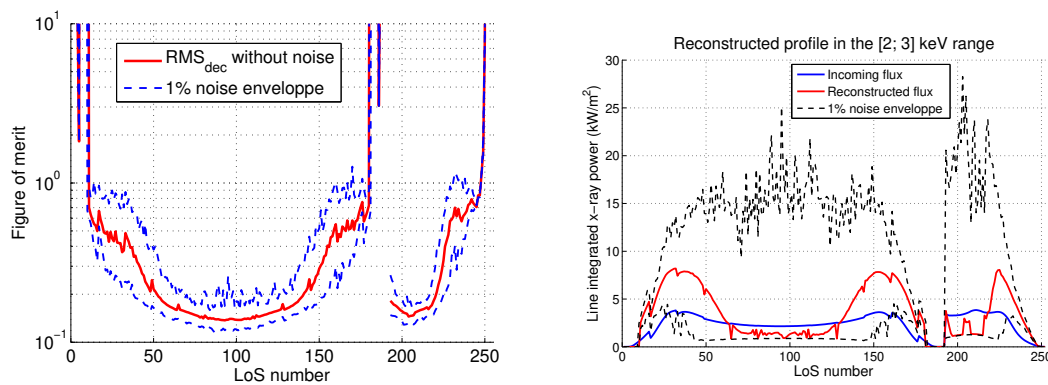 10^1
10^0
10^-1
Figure of merit
RMS_dec without noise
1% noise enveloppe
0 50 100 150 200 250
LoS number
Reconstructed profile in the [2; 3] keV range
Incoming flux
Reconstructed flux
1% noise enveloppe
Line integrated x-ray power (kW/m^2)
30
25
20
15
10
5
0
0 50 100 150 200 250
LoS number